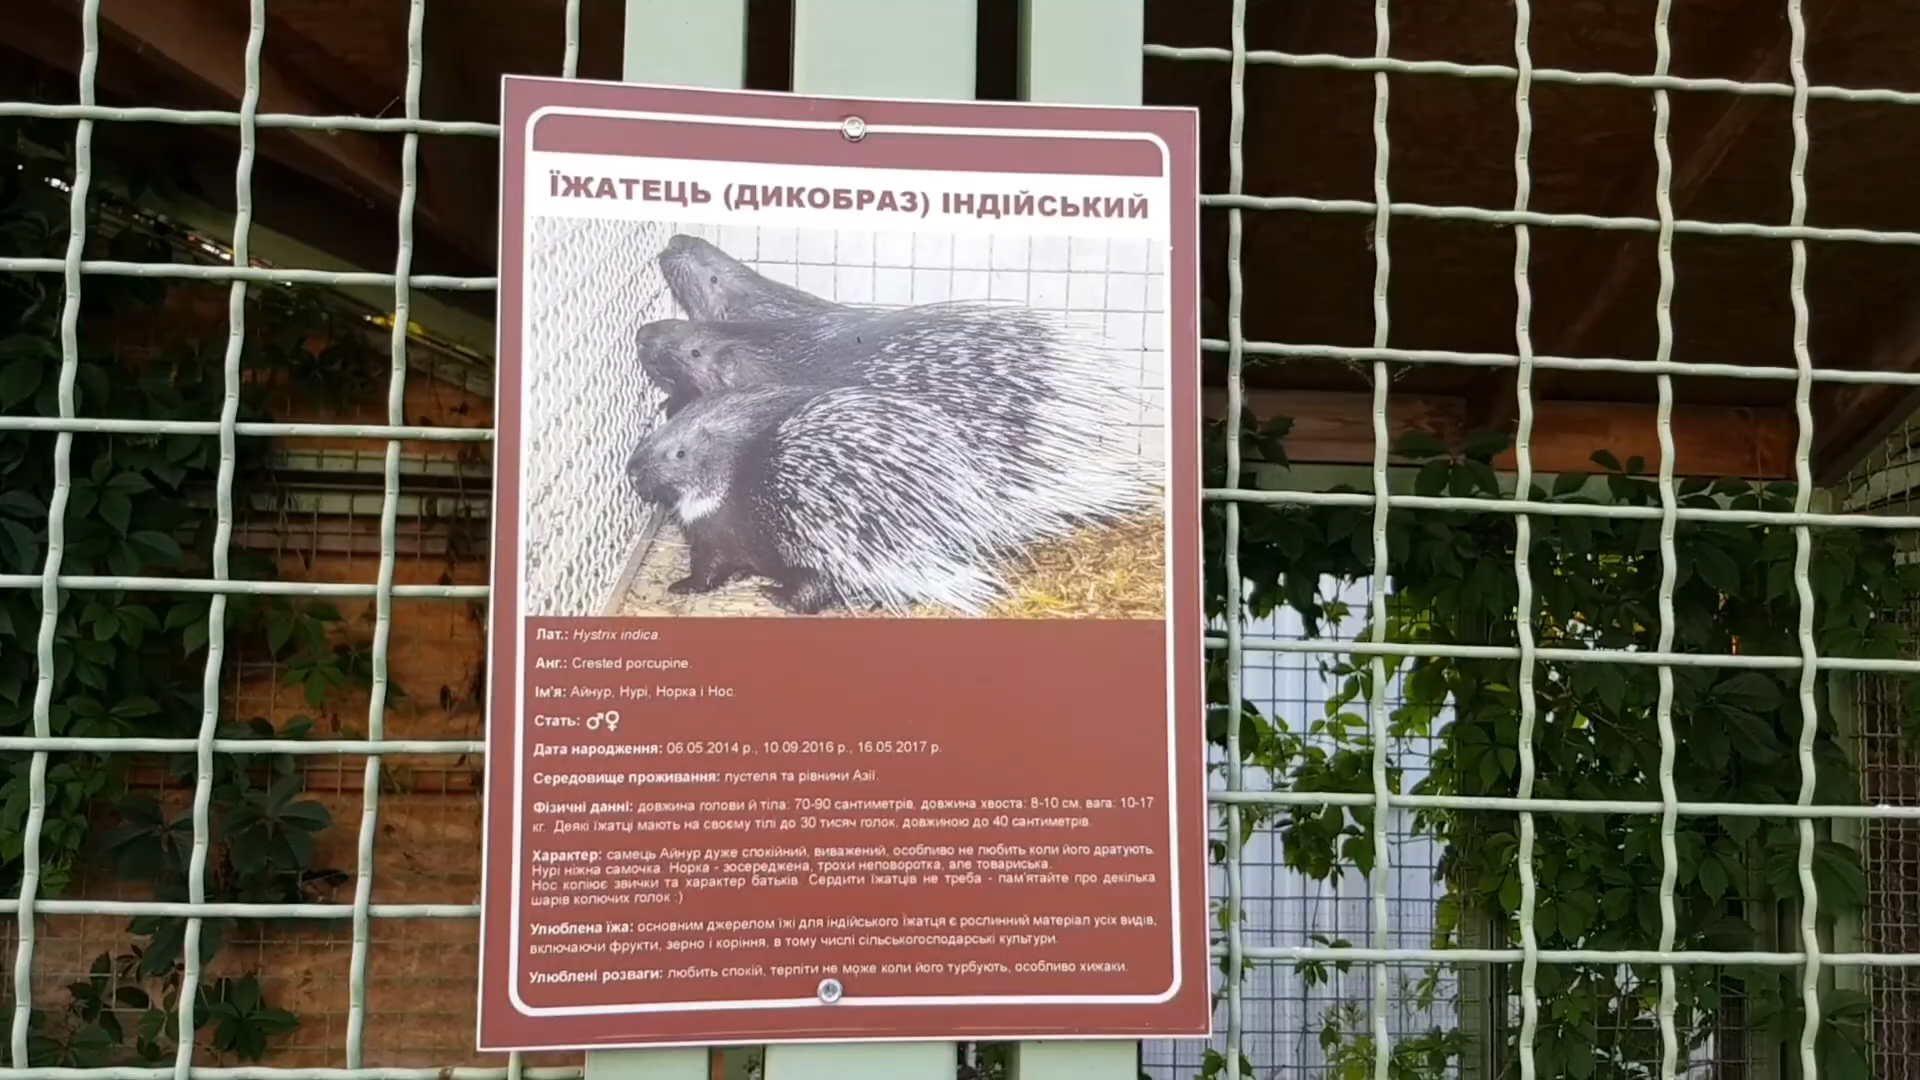 ЇЖАТЕЦЬ (ДИКОБРАЗ) ІНДІЙСЬКИЙ
Лат.: Hystrix indica.
Анг.: Crested porcupine.
Ім'я: Айнур, Нурі, Норка і Нос.
Стать: ♂♀
Дата народження: 06.05.2014 р., 10.09.2016 р., 16.05.2017 р.
Середовище проживання: пустеля та рівнини Азії.
Фізичні данні: довжина голови й тіла: 70-90 сантиметрів, довжина хвоста: 8-10 см, вага: 10-17
кг. Деякі їжатці мають на своєму тілі до 30 тисяч голок, довжиною до 40 сантиметрів.
Характер: самець Айнур дуже спокійний, виважений, особливо не любить коли його дратують.
Нурі ніжна самочка. Норка - зосереджена, трохи неповоротка, але товариська.
Нос копіює звички та характер батьків. Сердити їжатців не треба - пам'ятайте про декілька
шарів колючих голок :)
Улюблена їжа: основним джерелом їжі для індійського їжатця є рослинний матеріал усіх видів,
включаючи фрукти, зерно і коріння, в тому числі сільськогосподарські культури.
Улюблені розваги: любить спокій, терпіти не може коли його турбують, особливо хижаки.